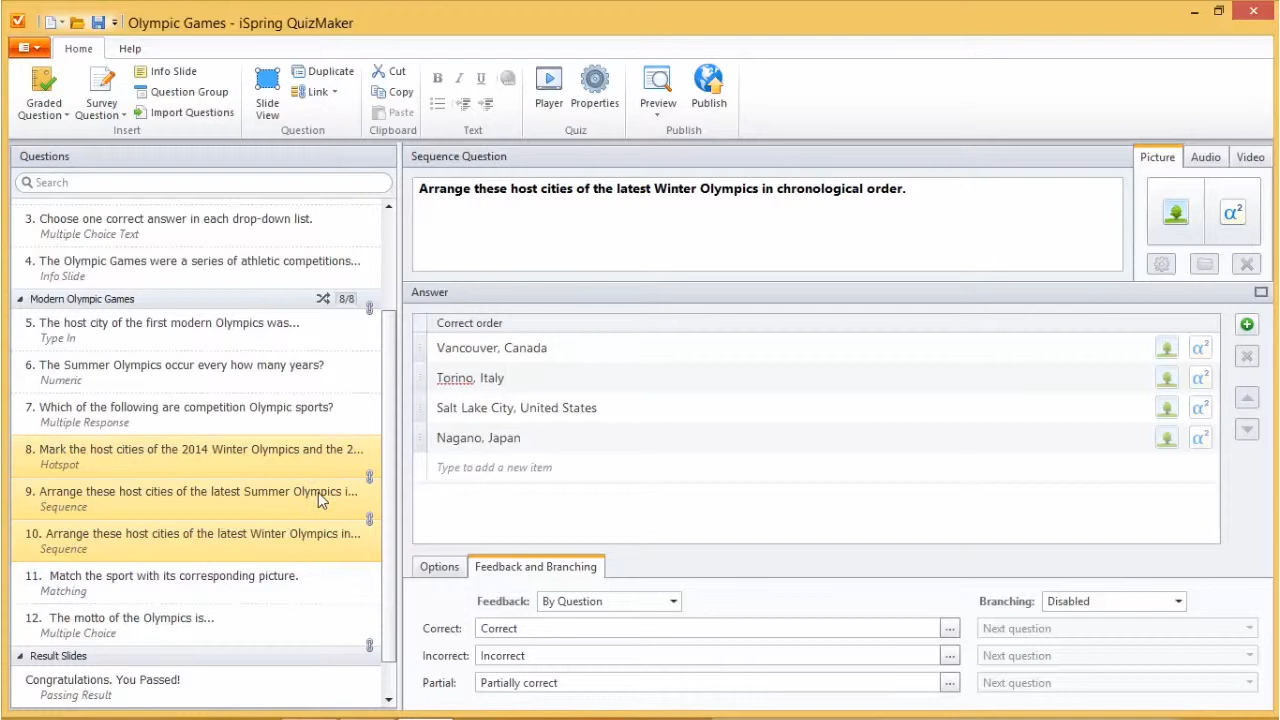 Olympic Games - iSpring QuizMaker
Home Help
Graded Question
Survey Question
Info Slide
Question Group
Import Questions
Insert
Slide View
Duplicate
Link
Question
Cut
Copy
Paste
Clipboard
B I U
Text
Player
Properties
Quiz
Preview
Publish
Publish
Questions
Search
3. Choose one correct answer in each drop-down list.
Multiple Choice Text
4. The Olympic Games were a series of athletic competitions...
Info Slide
Modern Olympic Games 8/8
5. The host city of the first modern Olympics was...
Type In
6. The Summer Olympics occur every how many years?
Numeric
7. Which of the following are competition Olympic sports?
Multiple Response
8. Mark the host cities of the 2014 Winter Olympics and the 2...
Hotspot
9. Arrange these host cities of the latest Summer Olympics i...
Sequence
10. Arrange these host cities of the latest Winter Olympics in...
Sequence
11. Match the sport with its corresponding picture.
Matching
12. The motto of the Olympics is...
Multiple Choice
Result Slides
Congratulations. You Passed!
Passing Result
Sequence Question
Arrange these host cities of the latest Winter Olympics in chronological order.
Picture Audio Video
α²
Answer
Correct order
Vancouver, Canada α²
Torino, Italy α²
Salt Lake City, United States α²
Nagano, Japan α²
Type to add a new item
Options Feedback and Branching
Feedback: By Question Branching: Disabled
Correct: Correct ... Next question
Incorrect: Incorrect ... Next question
Partial: Partially correct ... Next question